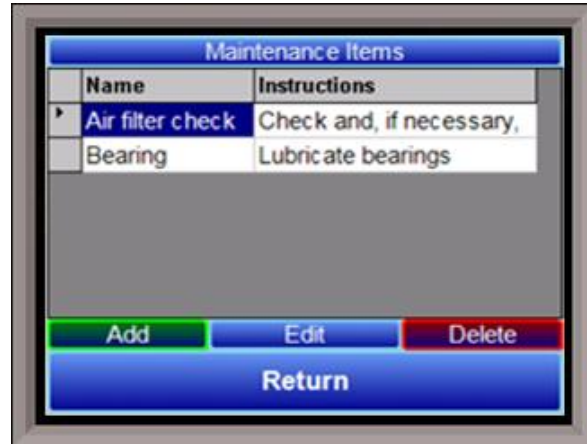 Maintenance Items
Name Instructions
Air filter check Check and, if necessary,
Bearing Lubricate bearings
Add Edit Delete
Return